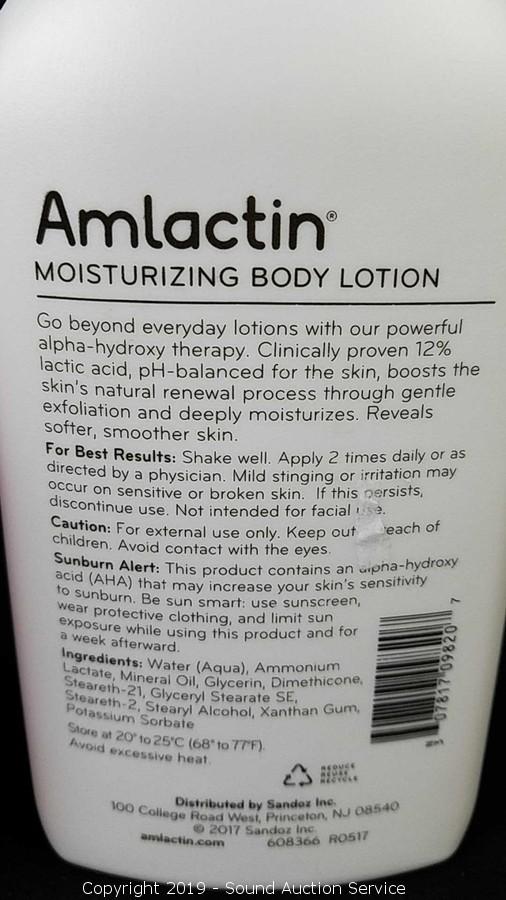 Amlactin®
MOISTURIZING BODY LOTION
Go beyond everyday lotions with our powerful
alpha-hydroxy therapy. Clinically proven 12%
lactic acid, pH-balanced for the skin, boosts the
skin's natural renewal process through gentle
exfoliation and deeply moisturizes. Reveals
softer, smoother skin.
For Best Results: Shake well. Apply 2 times daily or as
directed by a physician. Mild stinging or irritation may
occur on sensitive or broken skin. If this persists,
discontinue use. Not intended for facial use.
Caution: For external use only. Keep out reach of
children. Avoid contact with the eyes.
Sunburn Alert: This product contains an alpha-hydroxy
acid (AHA) that may increase your skin's sensitivity
to sunburn. Be sun smart: use sunscreen,
wear protective clothing, and limit sun
exposure while using this product and for
a week afterward.
Ingredients: Water (Aqua), Ammonium
Lactate, Mineral Oil, Glycerin, Dimethicone,
Steareth-21, Glyceryl Stearate SE,
Steareth-2, Stearyl Alcohol, Xanthan Gum,
Potassium Sorbate
Store at 20° to 25°C (68° to 77°F).
Avoid excessive heat.
07817 09820 7
REDUCE
REUSE
RECYCLE
Distributed by Sandoz Inc.
100 College Road West, Princeton, NJ 08540
© 2017 Sandoz Inc.
amlactin.com 608366 R0517
Copyright 2019 - Sound Auction Service